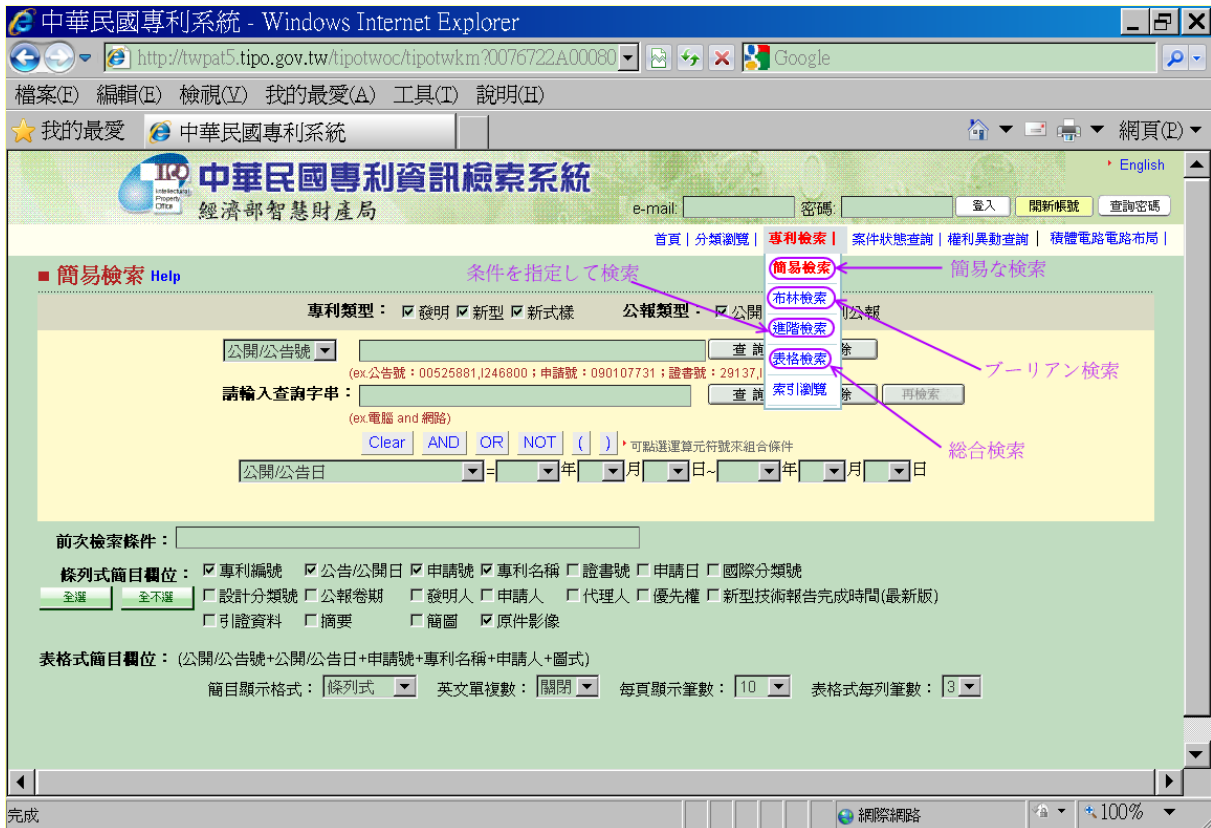 中華民國專利系統 - Windows Internet Explorer
http://twpat5.tipo.gov.tw/tipotwoc/tipotwkm?0076722A00080
Google
檔案(F) 編輯(E) 檢視(V) 我的最愛(A) 工具(T) 說明(H)
我的最愛 中華民國專利系統 網頁(P)
English
TIPO
Intellectual
Property
Office
中華民國專利資訊檢索系統
經濟部智慧財產局
e-mail: 密碼: 登入 開新帳號 查詢密碼
首頁 | 分類瀏覽 | 專利檢索 | 案件狀態查詢 | 權利異動查詢 | 積體電路電路布局 |
簡易檢索 Help
条件を指定して検索
簡易檢索
簡易な検索
布林檢索
進階檢索
表格檢索
索引瀏覽
ブーリアン検索
総合検索
專利類型: 發明 新型 新式樣 公報類型: 公開 公報
公開/公告號 查詢 除
(ex:公告號:00525881,I246800;申請號:090107731;證書號:29137,I
請輸入查詢字串: 查詢 除 再檢索
(ex.電腦 and 網路)
Clear AND OR NOT ( ) 可點選運算元符號來組合條件
公開/公告日 = 年 月 日~ 年 月 日
前次檢索條件:
條列式簡目欄位: 專利編號 公告/公開日 申請號 專利名稱 證書號 申請日 國際分類號
全選 全不選 設計分類號 公報卷期 發明人 申請人 代理人 優先權 新型技術報告完成時間(最新版)
引證資料 摘要 簡圖 原件影像
表格式簡目欄位: (公開/公告號+公開/公告日+申請號+專利名稱+申請人+圖式)
簡目顯示格式: 條列式 英文單複數: 關閉 每頁顯示筆數: 10 表格式每列筆數: 3
完成 網際網路 100%